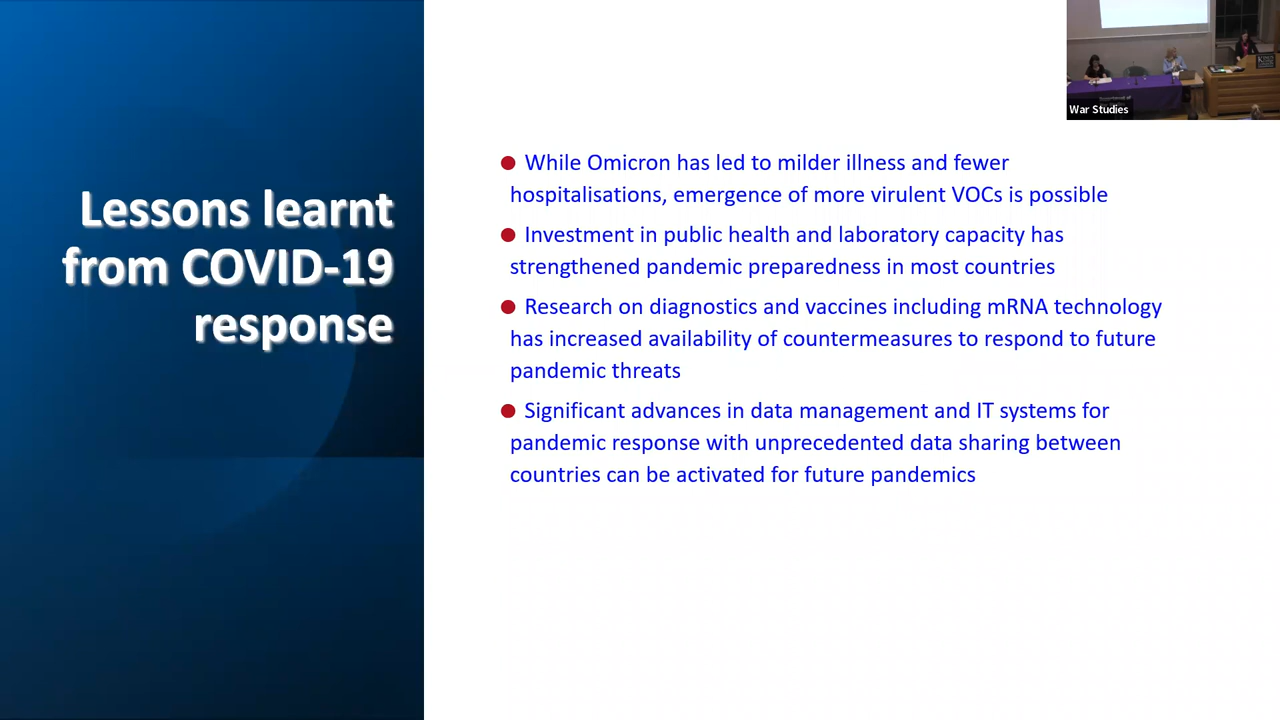 Lessons learnt
from COVID-19
response
War Studies
While Omicron has led to milder illness and fewer
hospitalisations, emergence of more virulent VOCs is possible
Investment in public health and laboratory capacity has
strengthened pandemic preparedness in most countries
Research on diagnostics and vaccines including mRNA technology
has increased availability of countermeasures to respond to future
pandemic threats
Significant advances in data management and IT systems for
pandemic response with unprecedented data sharing between
countries can be activated for future pandemics